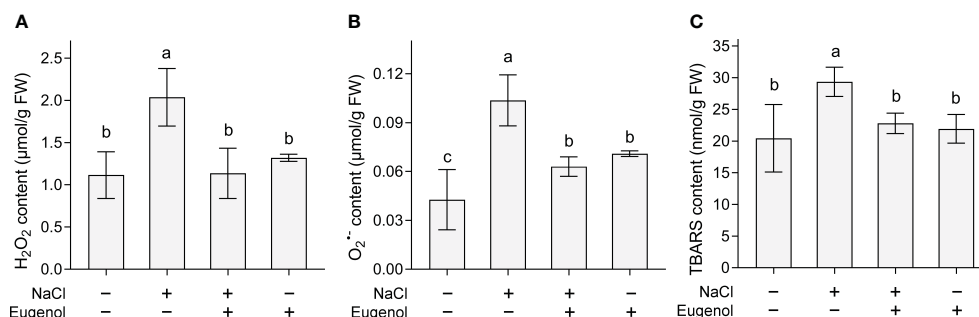 A
H₂O₂ content (µmol/g FW)
2.5
2.0
1.5
1.0
0.5
0.0
b
a
b
b
NaCl − + + −
Eugenol − − + +
B
O₂•⁻ content (µmol/g FW)
0.12
0.09
0.06
0.03
0.00
c
a
b
b
NaCl − + + −
Eugenol − − + +
C
TBARS content (nmol/g FW)
35
30
25
20
15
10
5
0
b
a
b
b
NaCl − + + −
Eugenol − − + +